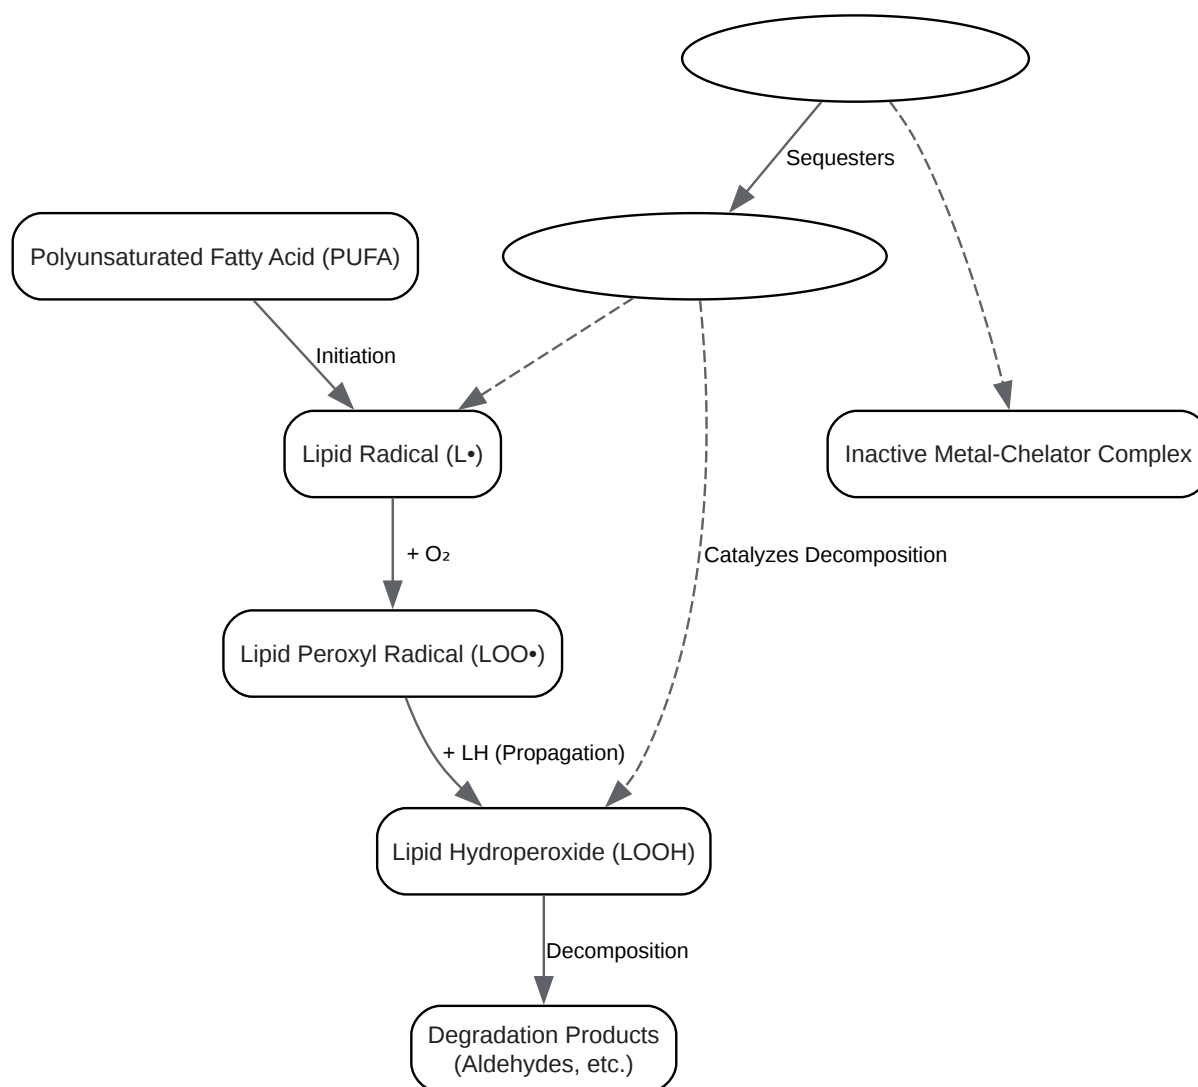 Sequesters
Polyunsaturated Fatty Acid (PUFA)
Initiation
Lipid Radical (L•)
Inactive Metal-Chelator Complex
+ O₂
Catalyzes Decomposition
Lipid Peroxyl Radical (LOO•)
+ LH (Propagation)
Lipid Hydroperoxide (LOOH)
Decomposition
Degradation Products
(Aldehydes, etc.)